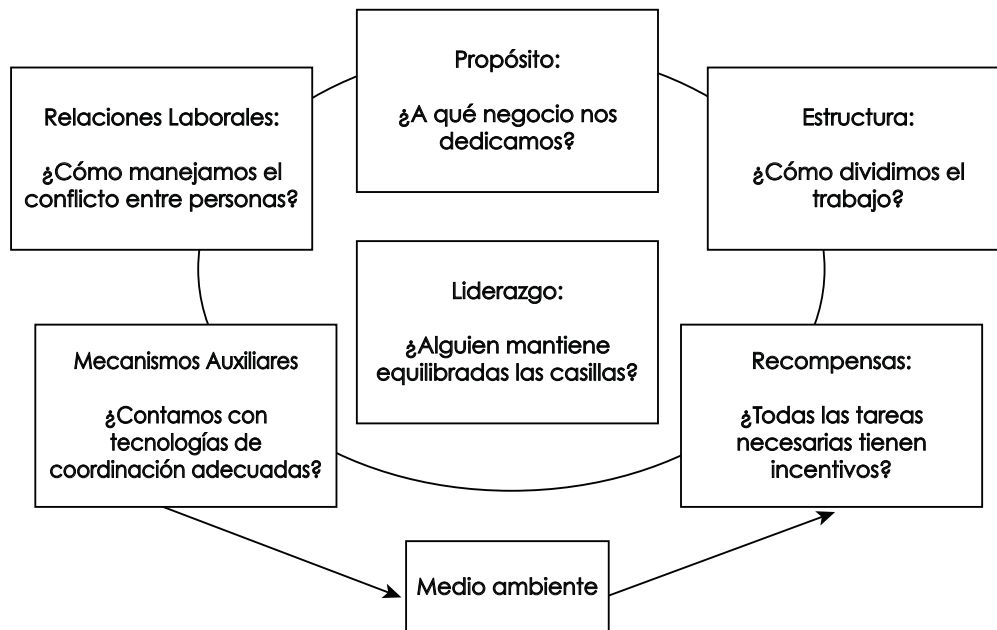 Propósito:
¿A qué negocio nos
dedicamos?
Relaciones Laborales:
¿Cómo manejamos el
conflicto entre personas?
Estructura:
¿Cómo dividimos el
trabajo?
Liderazgo:
¿Alguien mantiene
equilibradas las casillas?
Mecanismos Auxiliares
¿Contamos con
tecnologías de
coordinación adecuadas?
Recompensas:
¿Todas las tareas
necesarias tienen
incentivos?
Medio ambiente